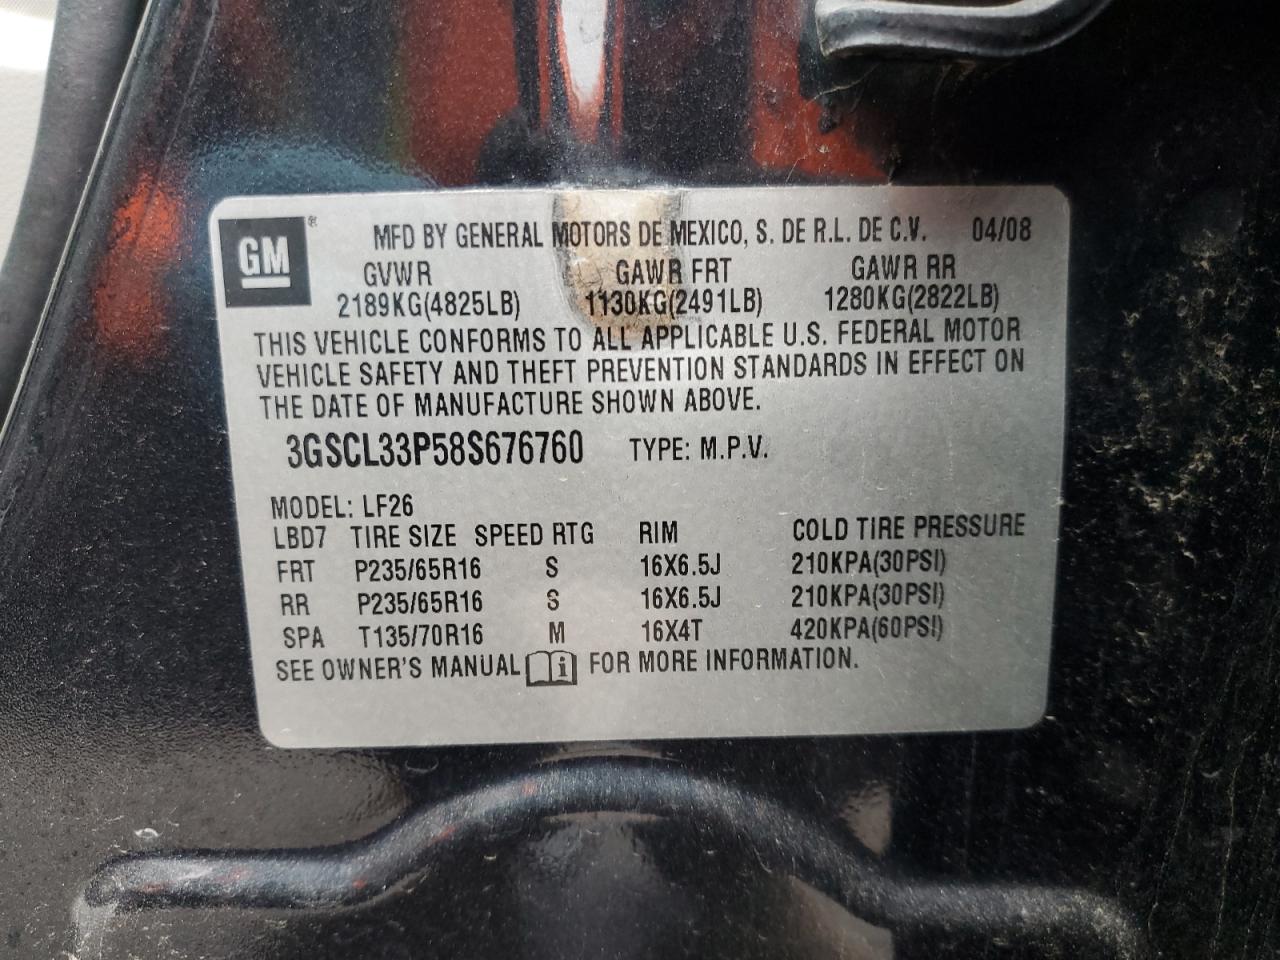 GM ® MFD BY GENERAL MOTORS DE MEXICO, S. DE R.L. DE C.V. 04/08
GVWR GAWR FRT GAWR RR
2189KG(4825LB) 1130KG(2491LB) 1280KG(2822LB)
THIS VEHICLE CONFORMS TO ALL APPLICABLE U.S. FEDERAL MOTOR
VEHICLE SAFETY AND THEFT PREVENTION STANDARDS IN EFFECT ON
THE DATE OF MANUFACTURE SHOWN ABOVE.
3GSCL33P58S676760 TYPE: M.P.V.
MODEL: LF26
LBD7 TIRE SIZE SPEED RTG RIM COLD TIRE PRESSURE
FRT P235/65R16 S 16X6.5J 210KPA(30PSI)
RR P235/65R16 S 16X6.5J 210KPA(30PSI)
SPA T135/70R16 M 16X4T 420KPA(60PSI)
SEE OWNER'S MANUAL i FOR MORE INFORMATION.